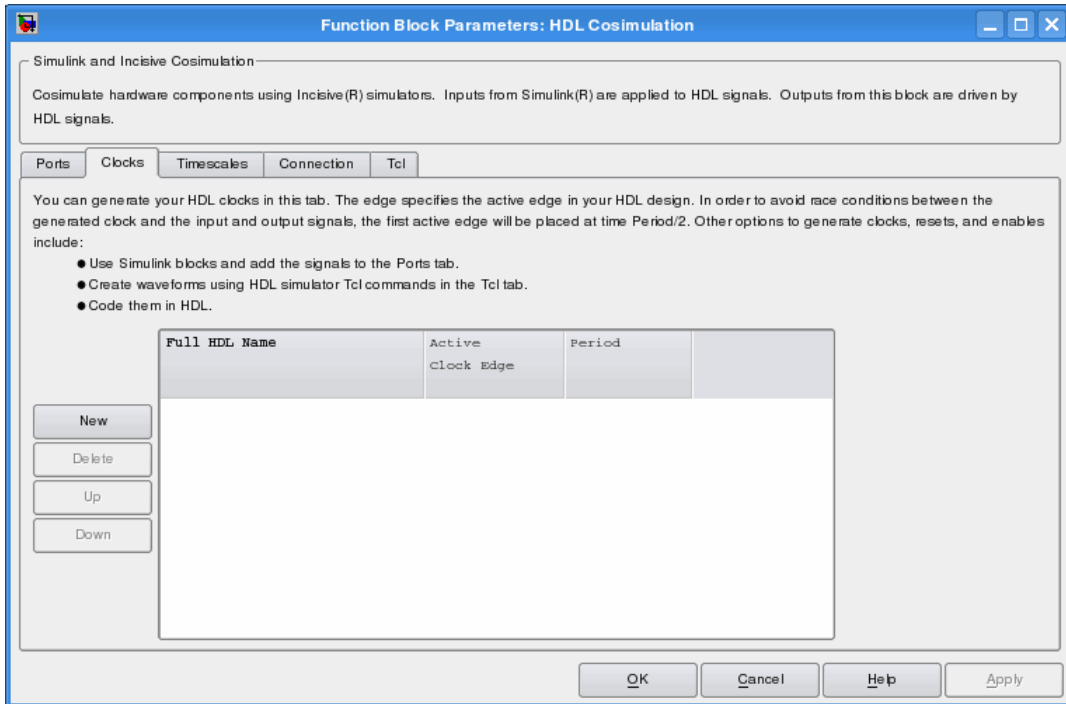 Function Block Parameters: HDL Cosimulation
Simulink and Incisive Cosimulation
Cosimulate hardware components using Incisive(R) simulators. Inputs from Simulink(R) are applied to HDL signals. Outputs from this block are driven by
HDL signals.
Ports Clocks Timescales Connection Tcl
You can generate your HDL clocks in this tab. The edge specifies the active edge in your HDL design. In order to avoid race conditions between the
generated clock and the input and output signals, the first active edge will be placed at time Period/2. Other options to generate clocks, resets, and enables
include:
● Use Simulink blocks and add the signals to the Ports tab.
● Create waveforms using HDL simulator Tcl commands in the Tcl tab.
● Code them in HDL.
Full HDL Name Active Period
Clock Edge
New
Delete
Up
Down
OK Cancel Help Apply